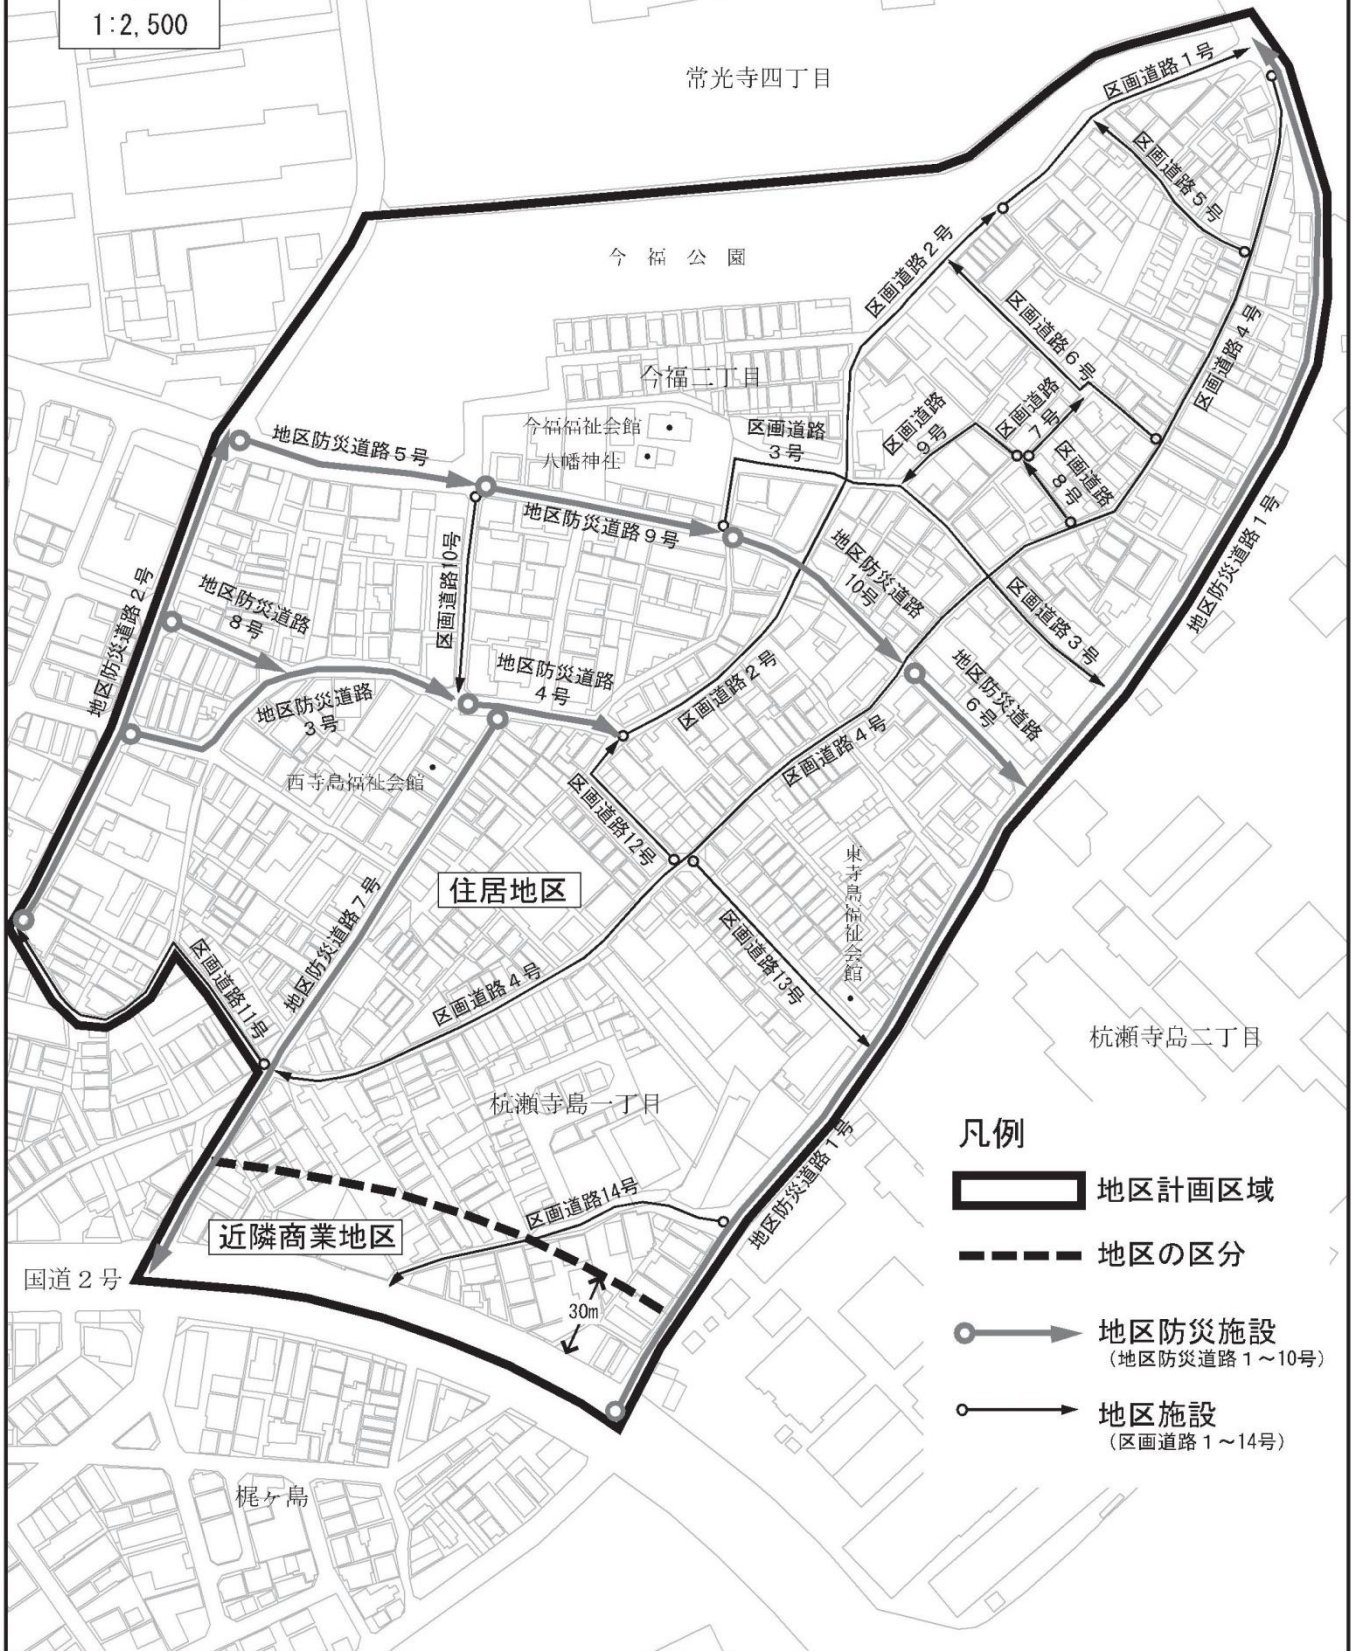 1:2,500
常光寺四丁目
区画道路1号
区画道路5号
区画道路2号
今福公園
区画道路6号
区画道路4号
今福二丁目
今福福祉会館
八幡神社
区画道路
3号
区画道路
9号
区画道路
7号
区画道路
8号
地区防災道路5号
地区防災道路9号
区画道路10号
地区防災道路
10号
区画道路3号
地区防災道路1号
地区防災道路2号
地区防災道路
8号
地区防災道路
3号
地区防災道路
4号
区画道路2号
地区防災道路
6号
区画道路4号
西寺島福祉会館
区画道路12号
東寺島福祉会館
住居地区
地区防災道路7号
区画道路13号
区画道路11号
区画道路4号
杭瀬寺島二丁目
杭瀬寺島一丁目
地区防災道路1号
区画道路14号
近隣商業地区
国道2号
30m
梶ヶ島
凡例
地区計画区域
地区の区分
地区防災施設
(地区防災道路1～10号)
地区施設
(区画道路1～14号)